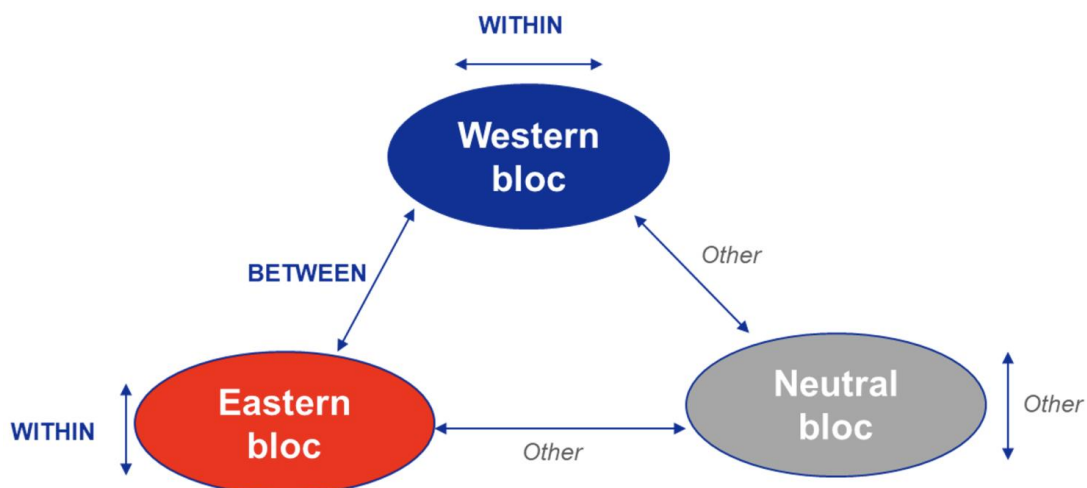 WITHIN
Western
bloc
Other
BETWEEN
Eastern
bloc
Neutral
bloc
Other
WITHIN
Other